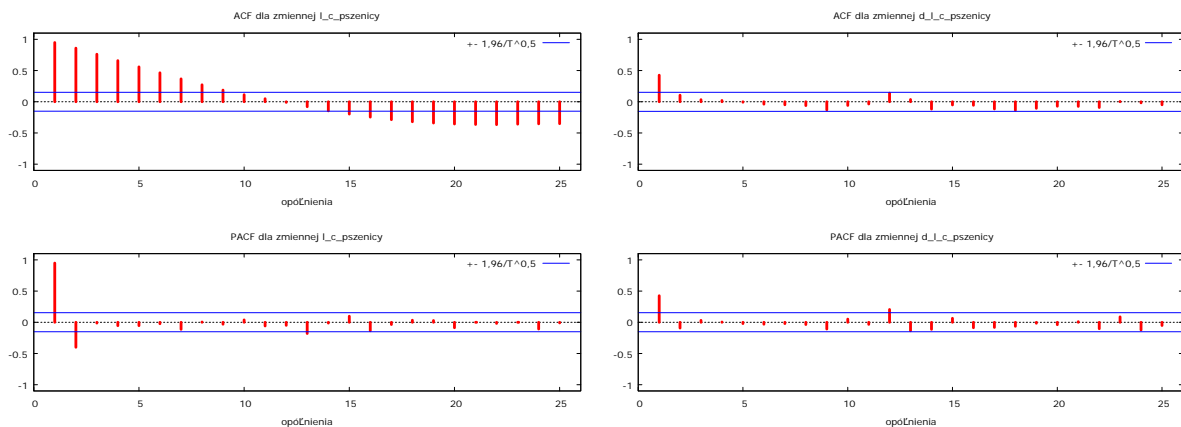 ACF dla zmiennej l_c_pszenicy
+- 1,96/T^0,5
1
0.5
0
-0.5
-1
0 5 10 15 20 25
opóĽnienia
ACF dla zmiennej d_l_c_pszenicy
+- 1,96/T^0,5
1
0.5
0
-0.5
-1
0 5 10 15 20 25
opóĽnienia
PACF dla zmiennej l_c_pszenicy
+- 1,96/T^0,5
1
0.5
0
-0.5
-1
0 5 10 15 20 25
opóĽnienia
PACF dla zmiennej d_l_c_pszenicy
+- 1,96/T^0,5
1
0.5
0
-0.5
-1
0 5 10 15 20 25
opóĽnienia